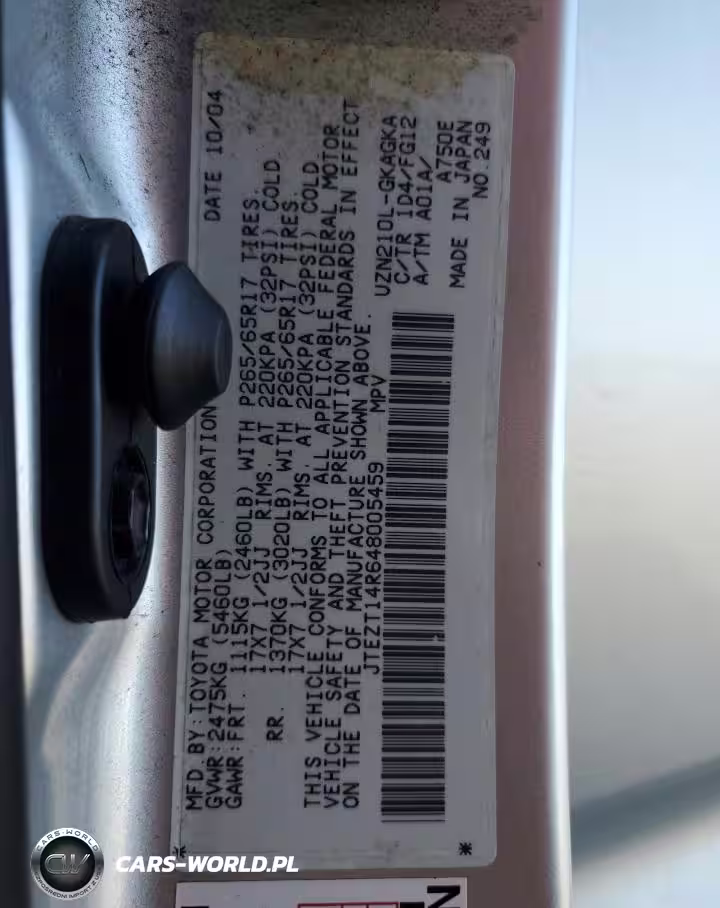 MFD.BY:TOYOTA MOTOR CORPORATION DATE 10/04
GVWR:2475KG(5460LB)
GAWR:FRT. 1115KG (2460LB) WITH P265/65R17 TIRES.
17X7 1/2JJ RIMS. AT 220KPA (32PSI) COLD.
RR. 1370KG (3020LB) WITH P265/65R17 TIRES.
17X7 1/2JJ RIMS. AT 220KPA (32PSI) COLD.
THIS VEHICLE CONFORMS TO ALL APPLICABLE FEDERAL MOTOR
VEHICLE SAFETY AND THEFT PREVENTION STANDARDS IN EFFECT
ON THE DATE OF MANUFACTURE SHOWN ABOVE.
JTEZT14R648005459 MPV
UZN210L-GKAGKA
C/TR 1D4/FG12
A/TM A01A/ A750E
MADE IN JAPAN
NO.249
* *
CARS-WORLD
CW
CARS-WORLD.PL